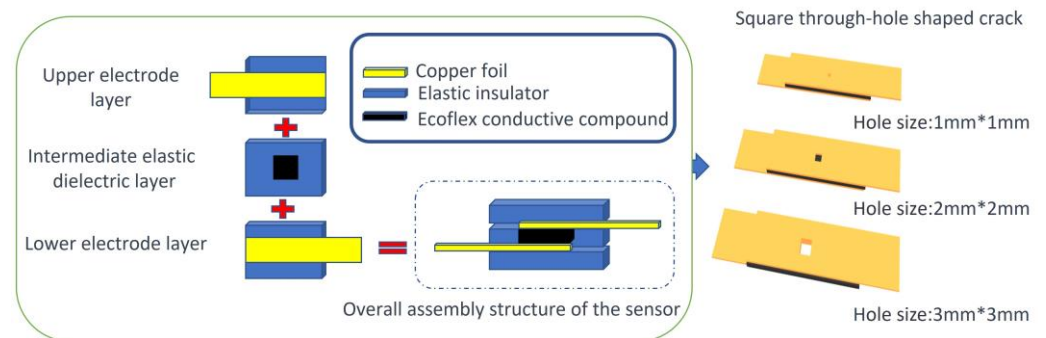 Square through-hole shaped crack
Upper electrode
layer
Copper foil
Elastic insulator
Ecoflex conductive compound
Hole size:1mm*1mm
Intermediate elastic
dielectric layer
Hole size:2mm*2mm
Lower electrode layer
Overall assembly structure of the sensor
Hole size:3mm*3mm